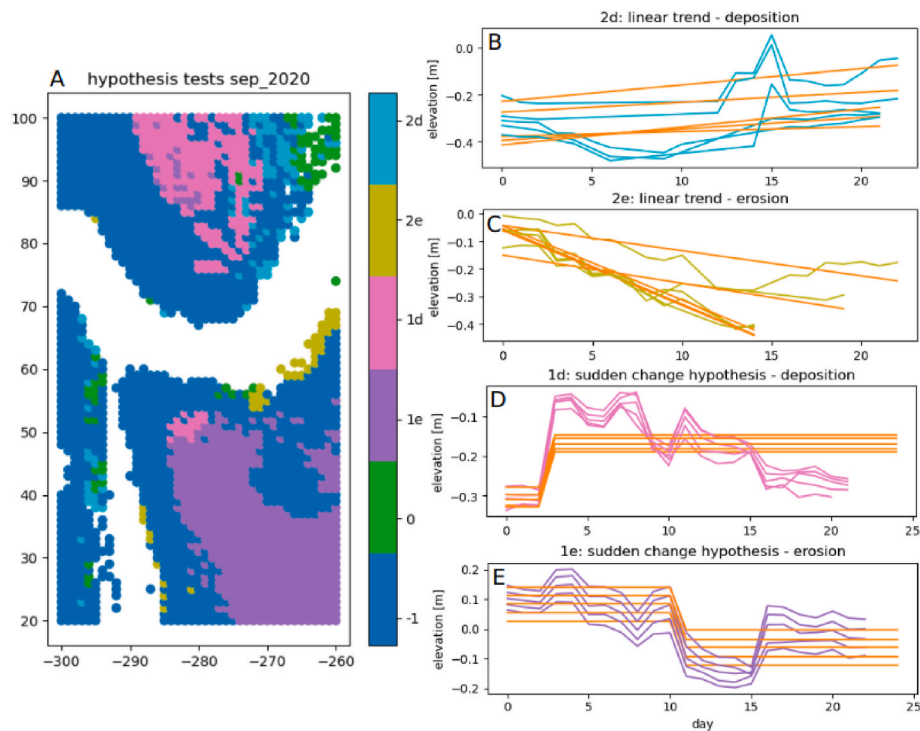 A
hypothesis tests sep_2020
100
90
80
70
60
50
40
30
20
−300
−290
−280
−270
−260
2d
2e
1d
1e
0
-1
2d: linear trend - deposition
B
elevation [m]
0.0
−0.2
−0.4
0
5
10
15
20
2e: linear trend - erosion
C
elevation [m]
0.0
−0.1
−0.2
−0.3
−0.4
0
5
10
15
20
1d: sudden change hypothesis - deposition
D
elevation [m]
−0.1
−0.2
−0.3
0
5
10
15
20
25
1e: sudden change hypothesis - erosion
E
elevation [m]
0.2
0.1
0.0
−0.1
−0.2
0
5
10
15
20
25
day